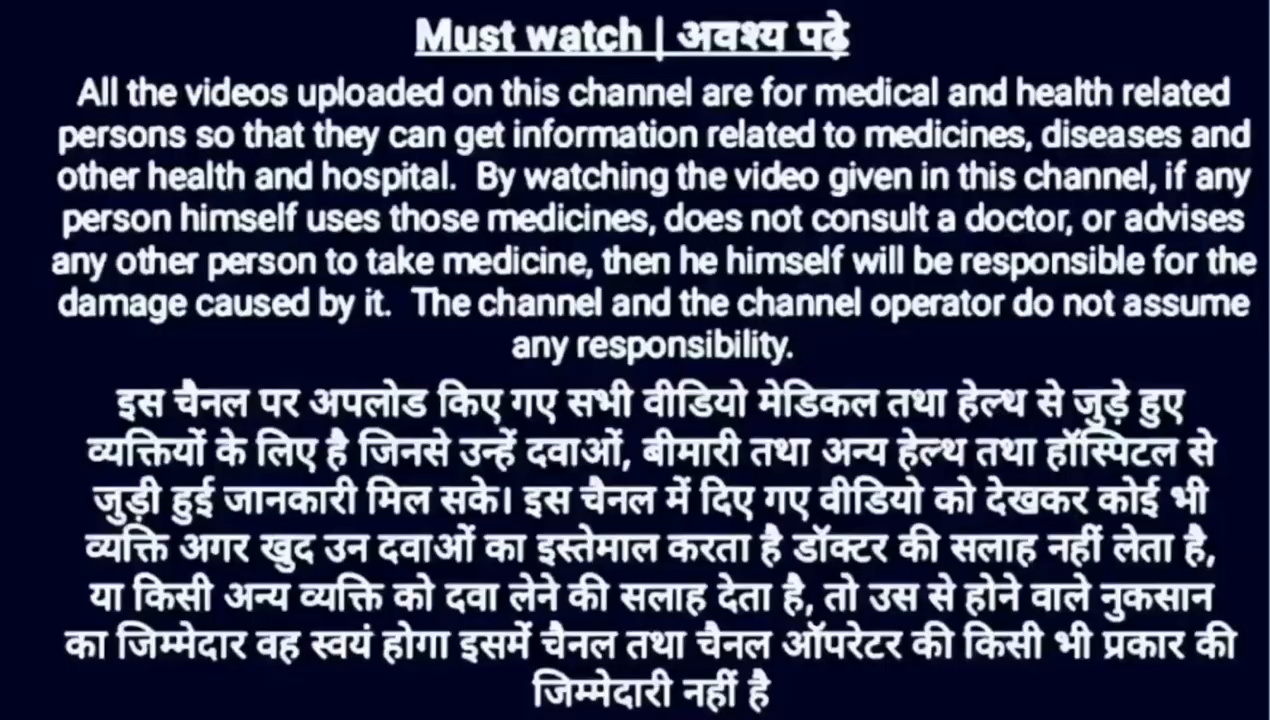 Must watch | अवश्य पढ़े
All the videos uploaded on this channel are for medical and health related
persons so that they can get information related to medicines, diseases and
other health and hospital. By watching the video given in this channel, if any
person himself uses those medicines, does not consult a doctor, or advises
any other person to take medicine, then he himself will be responsible for the
damage caused by it. The channel and the channel operator do not assume
any responsibility.
इस चैनल पर अपलोड किए गए सभी वीडियो मेडिकल तथा हेल्थ से जुड़े हुए
व्यक्तियों के लिए है जिनसे उन्हें दवाओं, बीमारी तथा अन्य हेल्थ तथा हॉस्पिटल से
जुड़ी हुई जानकारी मिल सके। इस चैनल में दिए गए वीडियो को देखकर कोई भी
व्यक्ति अगर खुद उन दवाओं का इस्तेमाल करता है डॉक्टर की सलाह नहीं लेता है,
या किसी अन्य व्यक्ति को दवा लेने की सलाह देता है, तो उस से होने वाले नुकसान
का जिम्मेदार वह स्वयं होगा इसमें चैनल तथा चैनल ऑपरेटर की किसी भी प्रकार की
जिम्मेदारी नहीं है